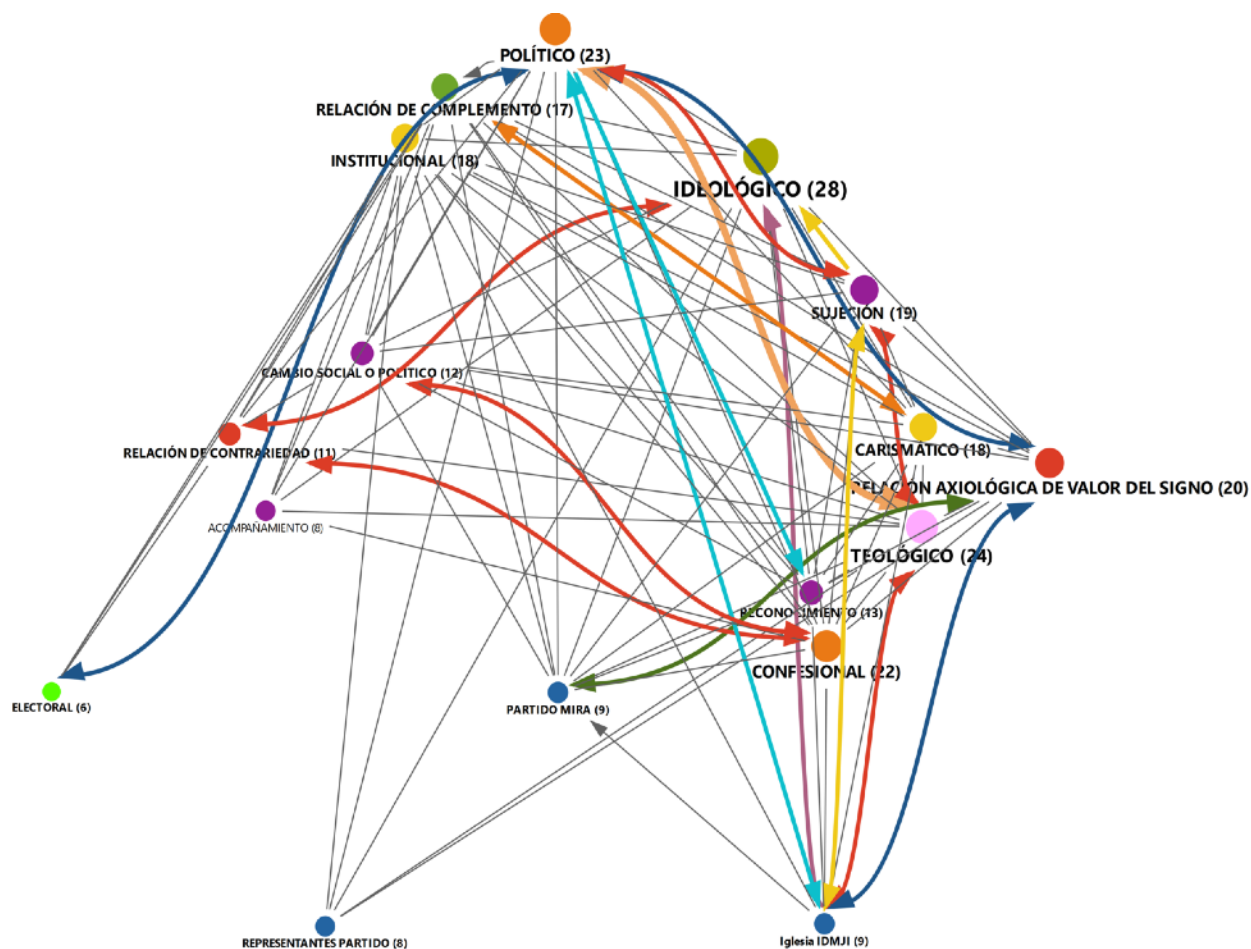 POLÍTICO (23)
RELACIÓN DE COMPLEMENTO (17)
INSTITUCIONAL (18)
IDEOLÓGICO (28)
SUJECIÓN (19)
CAMBIO SOCIAL O POLÍTICO (12)
RELACIÓN DE CONTRARIEDAD (11)
CARISMÁTICO (18)
RELACIÓN AXIOLÓGICA DE VALOR DEL SIGNO (20)
ACOMPAÑAMIENTO (8)
TEOLÓGICO (24)
RECONOCIMIENTO (13)
CONFESIONAL (22)
ELECTORAL (6)
PARTIDO MIRA (9)
REPRESENTANTES PARTIDO (8)
Iglesia IDMJI (9)